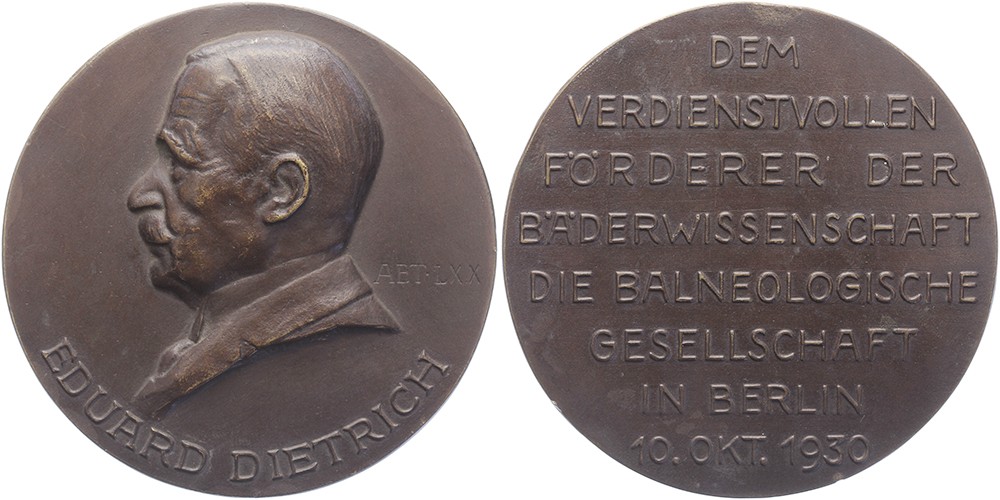 AET·LXX
EDUARD DIETRICH
DEM
VERDIENSTVOLLEN
FÖRDERER DER
BÄDERWISSENSCHAFT
DIE BALNEOLOGISCHE
GESELLSCHAFT
IN BERLIN
10. OKT. 1930